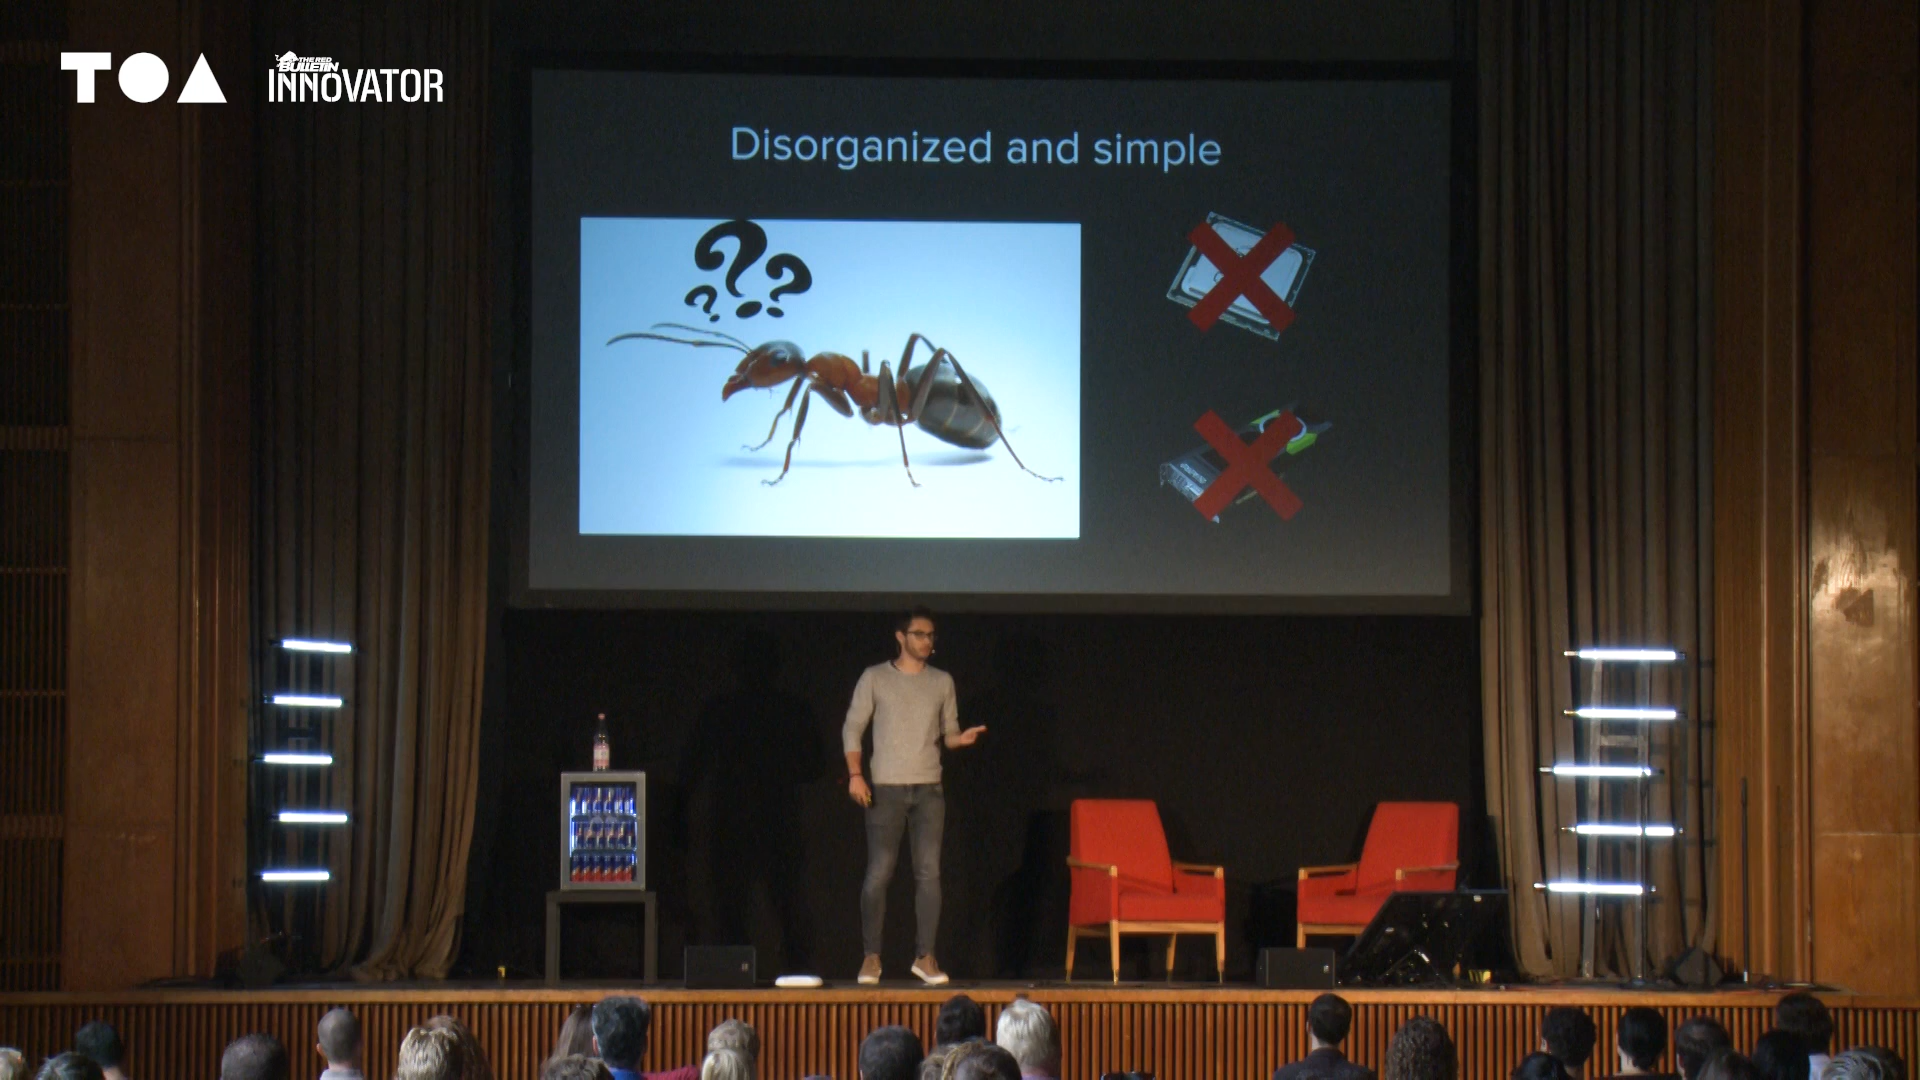 TOA
THE RED
BULLETIN
INNOVATOR
Disorganized and simple
???